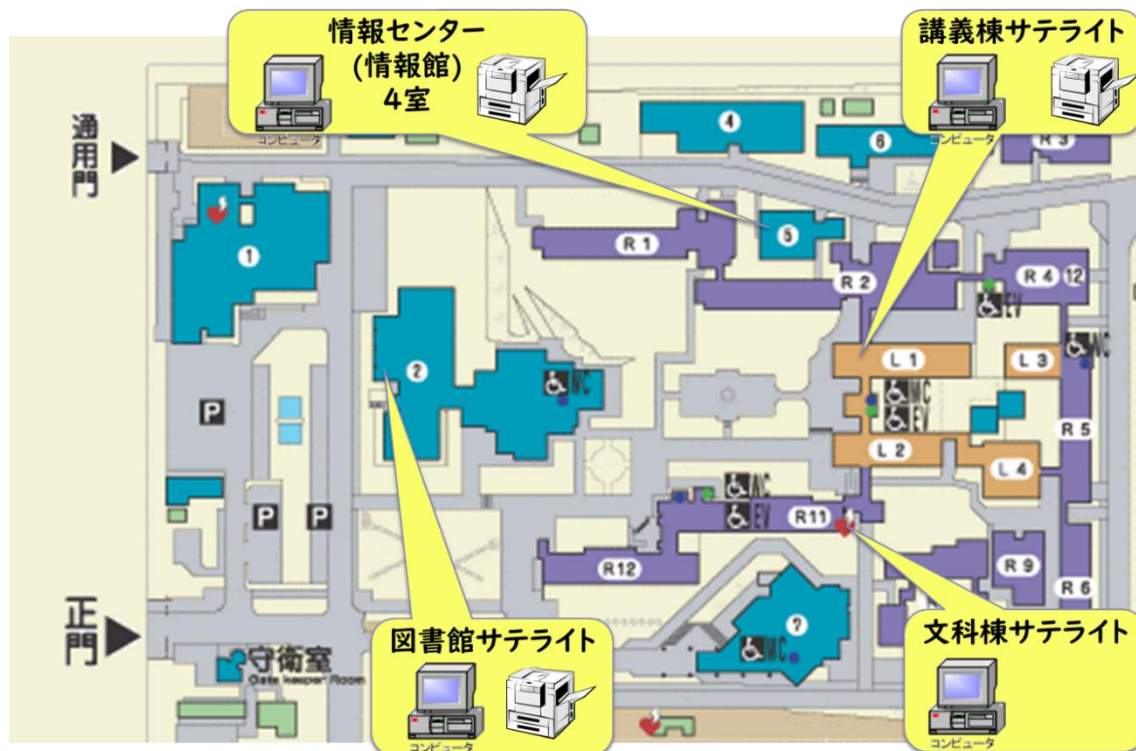 情報センター
(情報館)
4室
コンピュータ
講義棟サテライト
コンピュータ
通用門
4
6
R 3
1
R 1
5
R 2
R 4
12
EV
2
WC
L 1
L 3
WC
P
WC
EV
R 5
L 2
L 4
WC
EV
P
P
R11
R12
R 9
R 6
正門
守衛室
Gate keeper Room
?
WC
図書館サテライト
コンピュータ
文科棟サテライト
コンピュータ